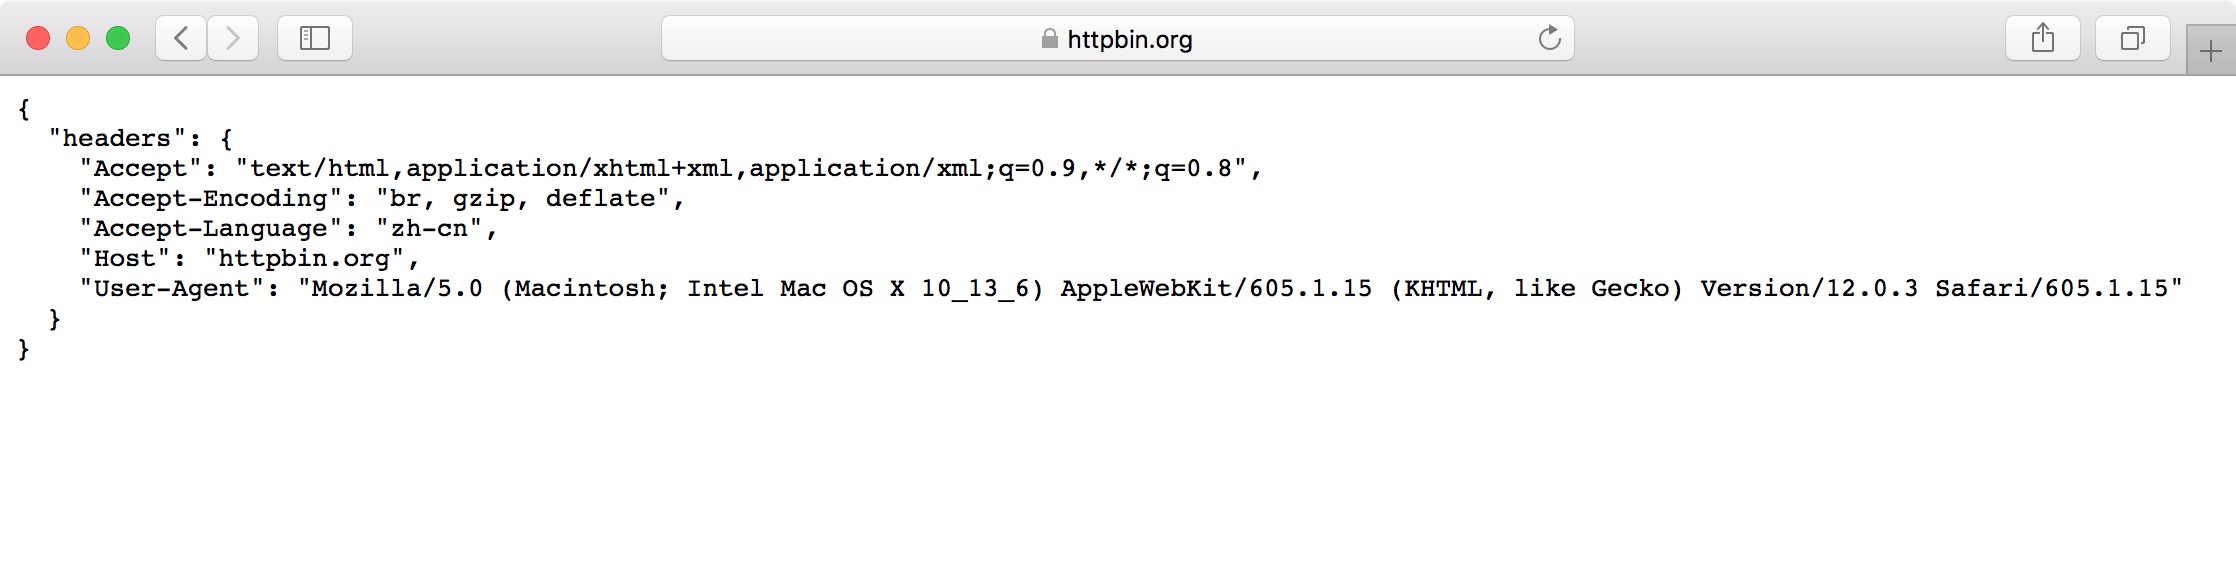 httpbin.org
{
  "headers": {
    "Accept": "text/html,application/xhtml+xml,application/xml;q=0.9,*/*;q=0.8",
    "Accept-Encoding": "br, gzip, deflate",
    "Accept-Language": "zh-cn",
    "Host": "httpbin.org",
    "User-Agent": "Mozilla/5.0 (Macintosh; Intel Mac OS X 10_13_6) AppleWebKit/605.1.15 (KHTML, like Gecko) Version/12.0.3 Safari/605.1.15"
  }
}